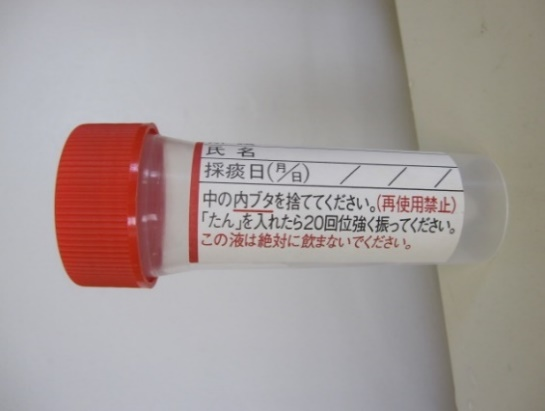 氏名
採痰日(月/日) / / /
中の内ブタを捨ててください。(再使用禁止)
「たん」を入れたら20回位強く振ってください。
この液は絶対に飲まないでください。